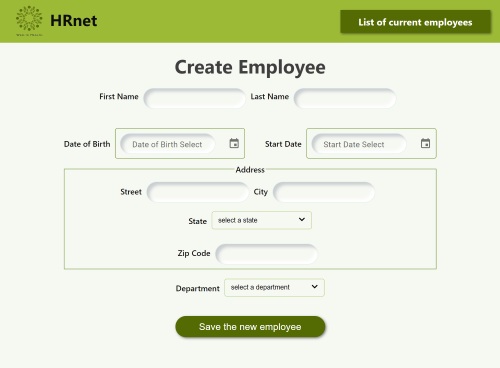 HRnet
List of current employees
Create Employee
First Name
Last Name
Date of Birth
Date of Birth Select
Start Date
Start Date Select
Address
Street
City
State
select a state
Zip Code
Department
select a department
Save the new employee